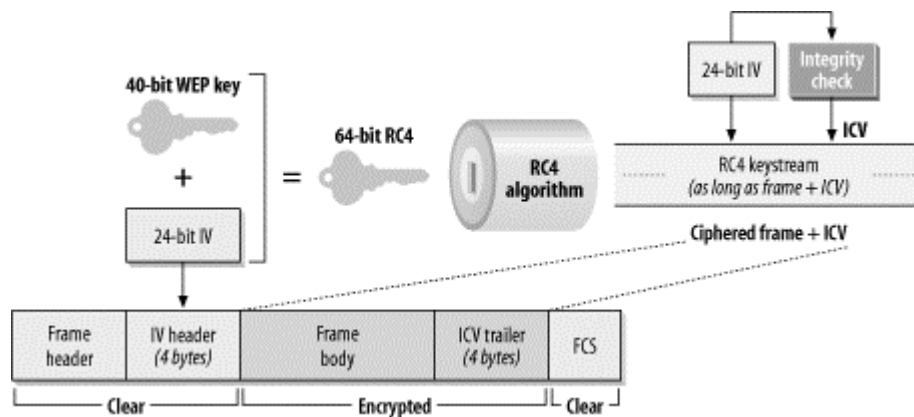 40-bit WEP key
+
24-bit IV
=
64-bit RC4
RC4
algorithm
24-bit IV
Integrity
check
ICV
RC4 keystream
(as long as frame + ICV)
Ciphered frame + ICV
Frame
header
IV header
(4 bytes)
Frame
body
ICV trailer
(4 bytes)
FCS
Clear
Encrypted
Clear